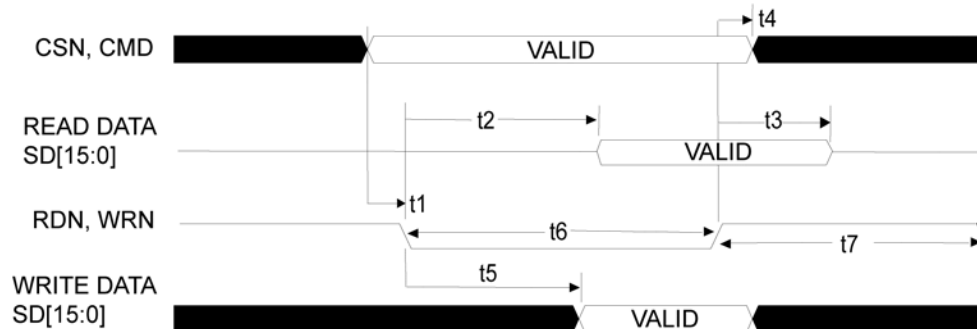 t4
CSN, CMD VALID
READ DATA t2 t3
SD[15:0] VALID
t1
RDN, WRN t6 t7
WRITE DATA t5
SD[15:0] VALID